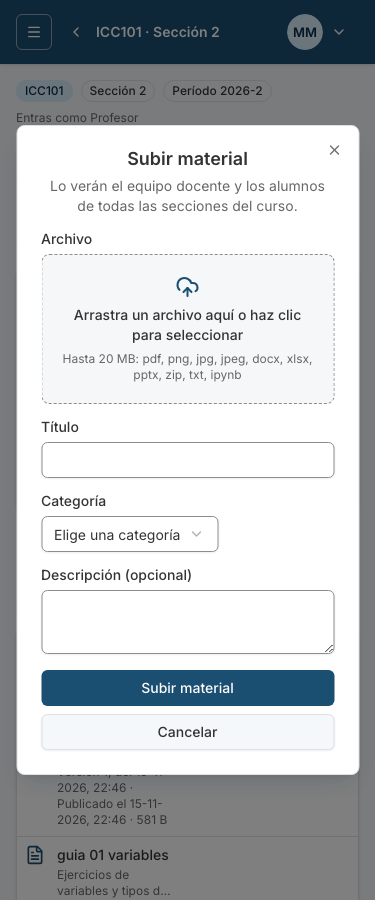 ICC101 · Sección 2
MM
ICC101
Sección 2
Período 2026-2
Entras como Profesor
Subir material
Lo verán el equipo docente y los alumnos
de todas las secciones del curso.
Archivo
Arrastra un archivo aquí o haz clic
para seleccionar
Hasta 20 MB: pdf, png, jpg, jpeg, docx, xlsx,
pptx, zip, txt, ipynb
Título
Categoría
Elige una categoría
Descripción (opcional)
Subir material
Cancelar
2026, 22:46 ·
Publicado el 15-11-
2026, 22:46 · 581 B
guia 01 variables
Ejercicios de
variables y tipos d...